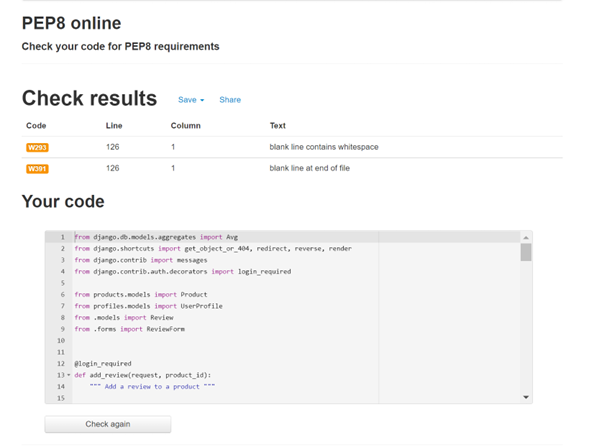 PEP8 online
Check your code for PEP8 requirements
Check results Save Share
Code Line Column Text
W293 126 1 blank line contains whitespace
W391 126 1 blank line at end of file
Your code
1 from django.db.models.aggregates import Avg
2 from django.shortcuts import get_object_or_404, redirect, reverse, render
3 from django.contrib import messages
4 from django.contrib.auth.decorators import login_required
5
6 from products.models import Product
7 from profiles.models import UserProfile
8 from .models import Review
9 from .forms import ReviewForm
10
11
12 @login_required
13 def add_review(request, product_id):
14 """ Add a review to a product """
15
Check again